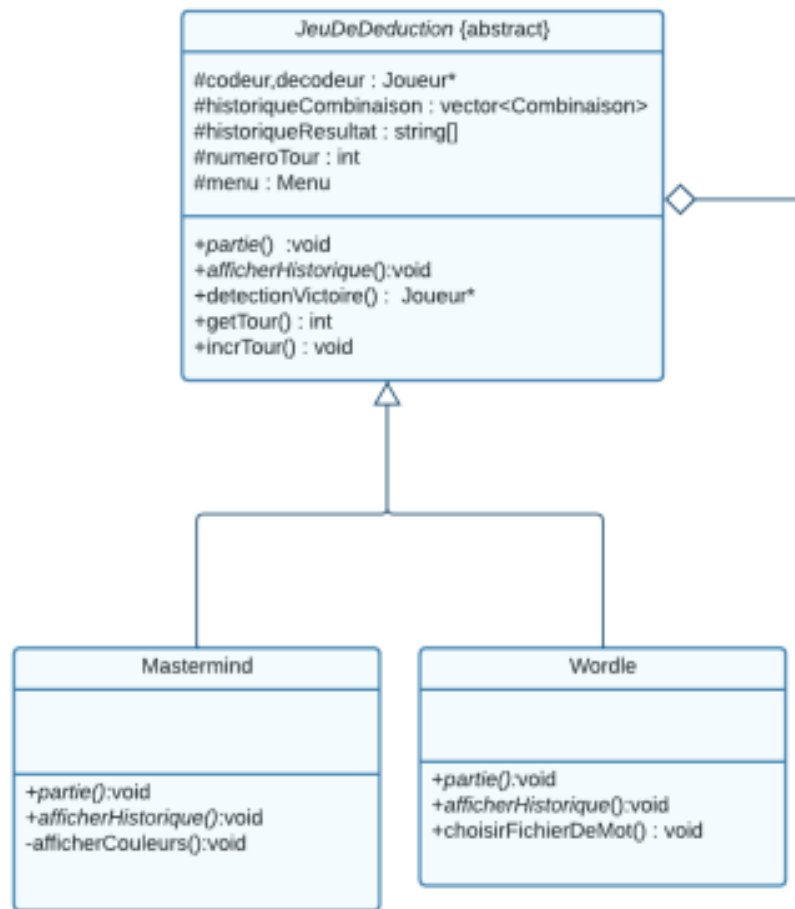 JeuDeDeduction {abstract}
#codeur,decodeur : Joueur*
#historiqueCombinaison : vector<Combinaison>
#historiqueResultat : string[]
#numeroTour : int
#menu : Menu
+partie() :void
+afficherHistorique():void
+detectionVictoire() : Joueur*
+getTour() : int
+incrTour() : void
Mastermind
+partie():void
+afficherHistorique():void
-afficherCouleurs():void
Wordle
+partie():void
+afficherHistorique():void
+choisirFichierDeMot() : void